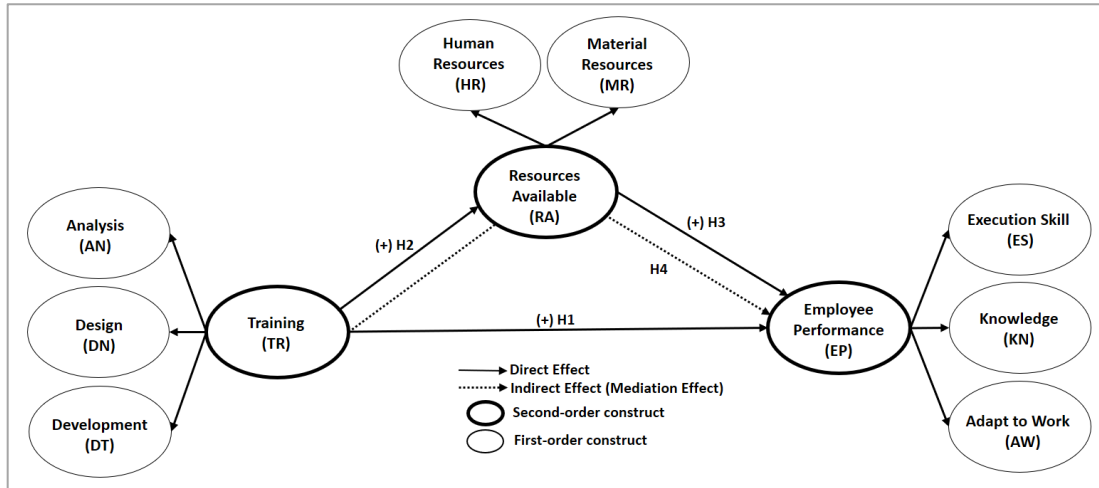 Human
Resources
(HR)
Material
Resources
(MR)
Resources
Available
(RA)
Analysis
(AN)
Execution Skill
(ES)
(+) H2
(+) H3
H4
Design
(DN)
Training
(TR)
(+) H1
Employee
Performance
(EP)
Knowledge
(KN)
Direct Effect
Indirect Effect (Mediation Effect)
Second-order construct
First-order construct
Development
(DT)
Adapt to Work
(AW)